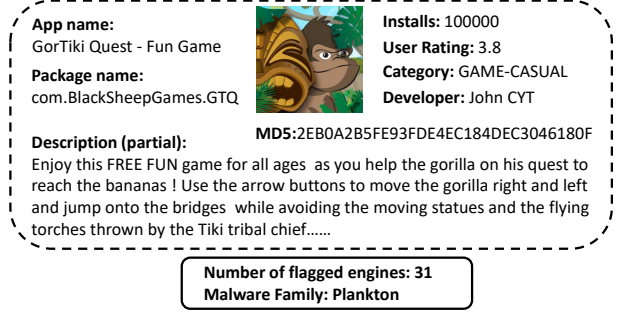 App name:
GorTiki Quest - Fun Game
Package name:
com.BlackSheepGames.GTQ
Installs: 100000
User Rating: 3.8
Category: GAME-CASUAL
Developer: John CYT
MD5:2EB0A2B5FE93FDE4EC184DEC3046180F
Description (partial):
Enjoy this FREE FUN game for all ages as you help the gorilla on his quest to
reach the bananas ! Use the arrow buttons to move the gorilla right and left
and jump onto the bridges while avoiding the moving statues and the flying
torches thrown by the Tiki tribal chief......
Number of flagged engines: 31
Malware Family: Plankton